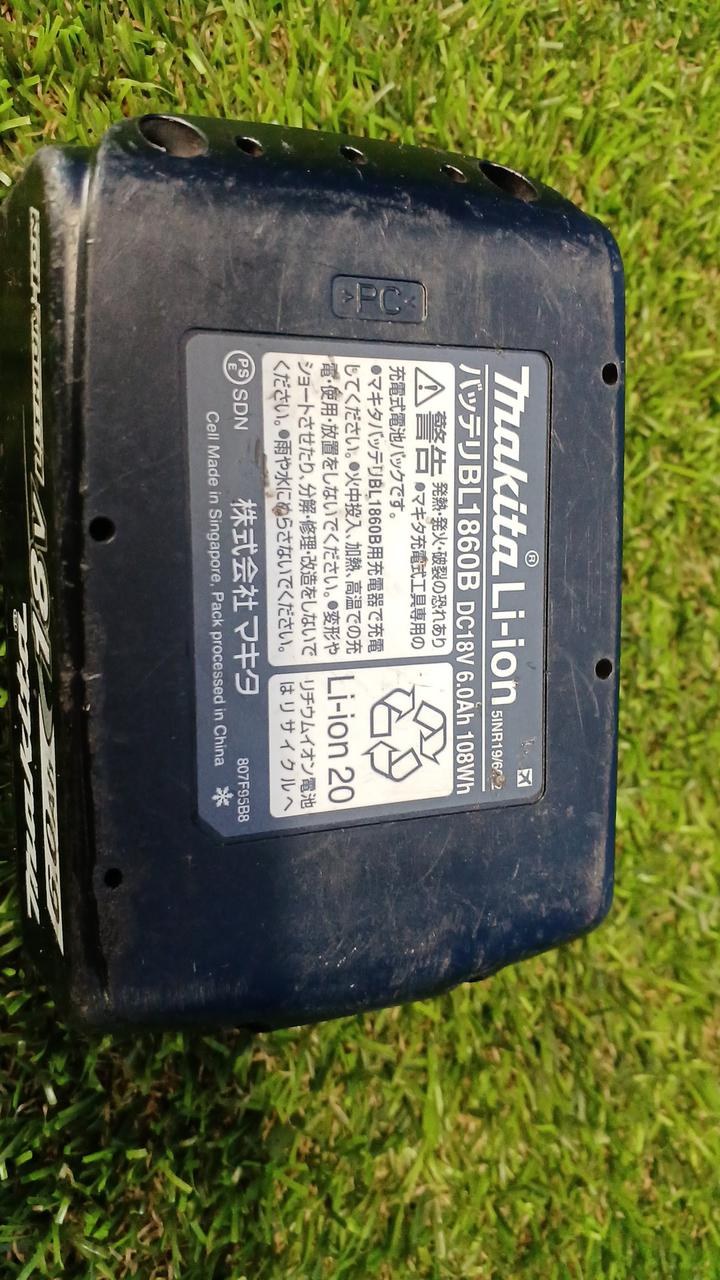 makita® Li-ion 5INR19/6
バッテリBL1860B DC18V 6.0Ah 108Wh
警告 発熱・発火・破裂の恐れあり
●マキタ充電式工具専用の
充電式電池パックです。
●マキタバッテリBL1860B用充電器で充電
してください。●火中投入、加熱、高温での充
電・使用・放置をしないでください。●変形や
ショートさせたり、分解・修理・改造をしないで
ください。●雨や水にぬらさないでください。
Li-ion 20
リチウムイオン電池
はリサイクルへ
PS
E SDN 株式会社 マキタ 807F95B8
Cell Made in Singapore, Pack processed in China
>PC<